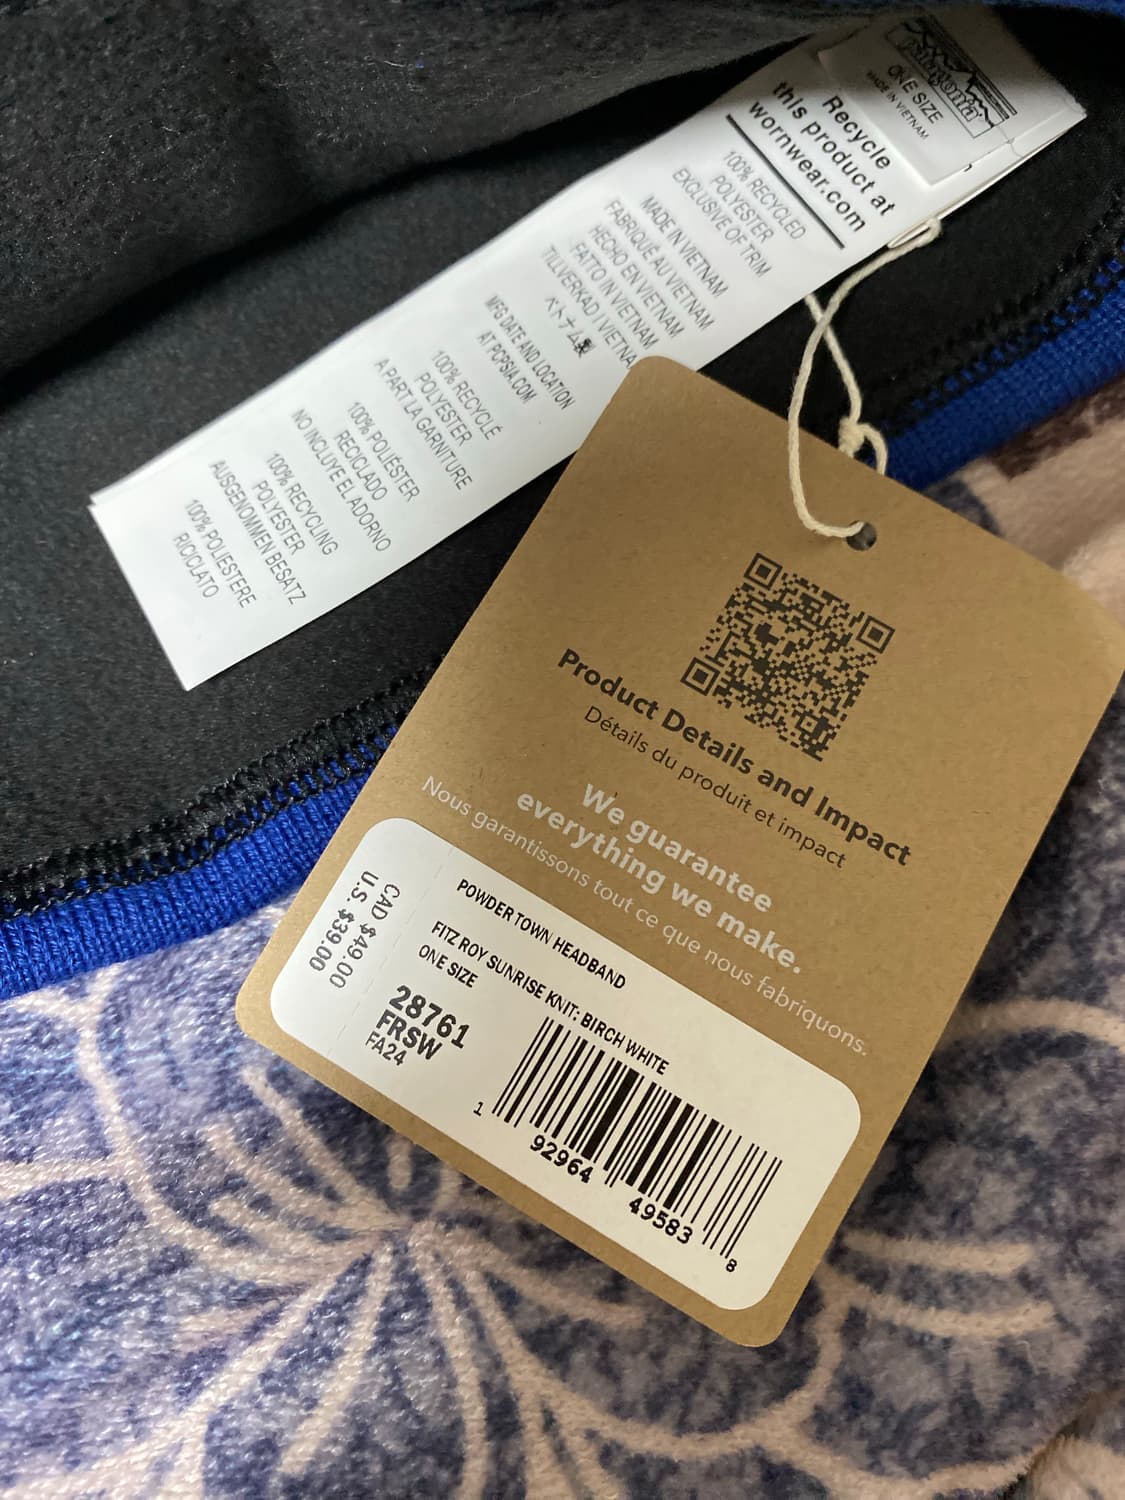 patagonia
ONE SIZE
MADE IN VIETNAM
Recycle
this product at
wornwear.com
100% RECYCLED
POLYESTER
EXCLUSIVE OF TRIM
MADE IN VIETNAM
FABRIQUÉ AU VIETNAM
HECHO EN VIETNAM
FATTO IN VIETNAM
TILLVERKAD I VIETNA
ベトナム製
MFG DATE AND LOCATION
AT PCPSIA.COM
100% RECYCLÉ
POLYESTER
A PART LA GARNITURE
100% POLIÉSTER
RECICLADO
NO INCLUYE EL ADORNO
100% RECYCLING
POLYESTER
AUSGENOMMEN BESATZ
100% POLIESTERE
RICICLATO
Product Details and Impact
Détails du produit et impact
We guarantee
everything we make.
Nous garantissons tout ce que nous fabriquons.
CAD $49.00
U.S. $39.00
POWDER TOWN HEADBAND
FITZ ROY SUNRISE KNIT: BIRCH WHITE
ONE SIZE
28761
FRSW
FA24
1 92964 49583 8